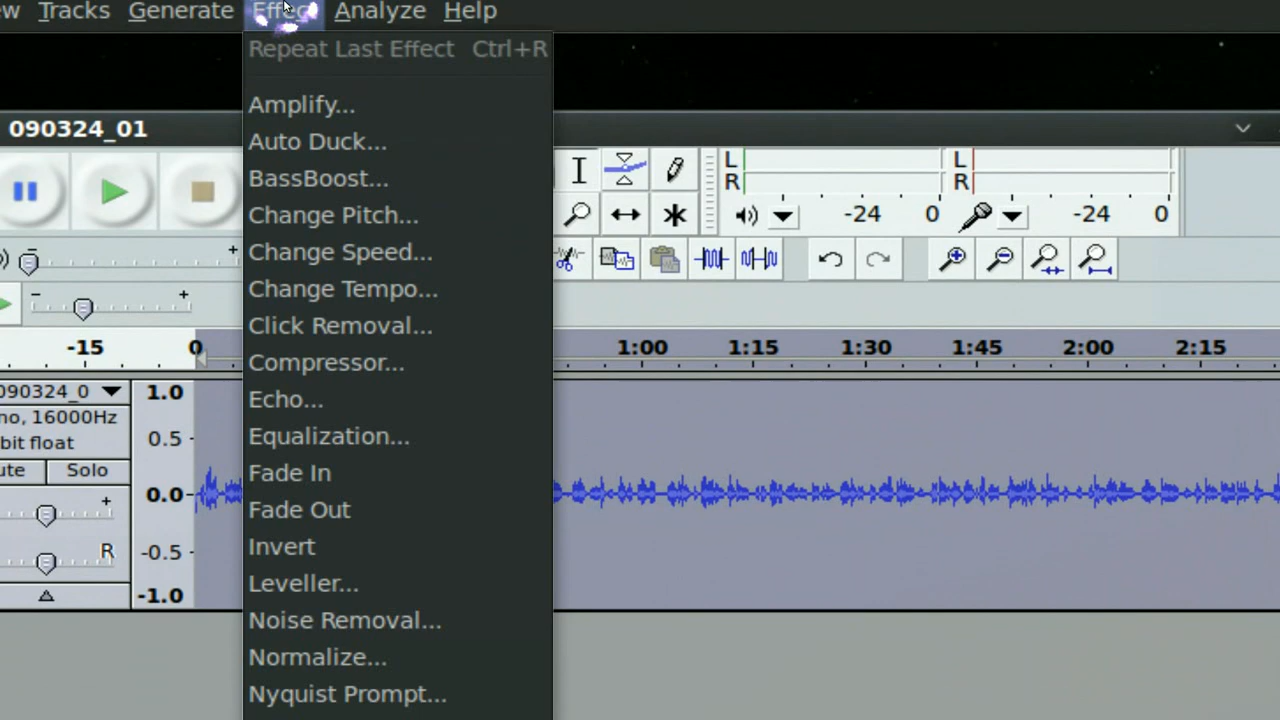 Tracks Generate Effect Analyze Help
Repeat Last Effect Ctrl+R
Amplify...
Auto Duck...
BassBoost...
Change Pitch...
Change Speed...
Change Tempo...
Click Removal...
Compressor...
Echo...
Equalization...
Fade In
Fade Out
Invert
Leveller...
Noise Removal...
Normalize...
Nyquist Prompt...
090324_01
L L
R R
-24 0 -24 0
- +
- +
-15 0 1:00 1:15 1:30 1:45 2:00 2:15
090324_0 1.0
no, 16000Hz
bit float 0.5
ute Solo
0.0
+
R -0.5
-1.0